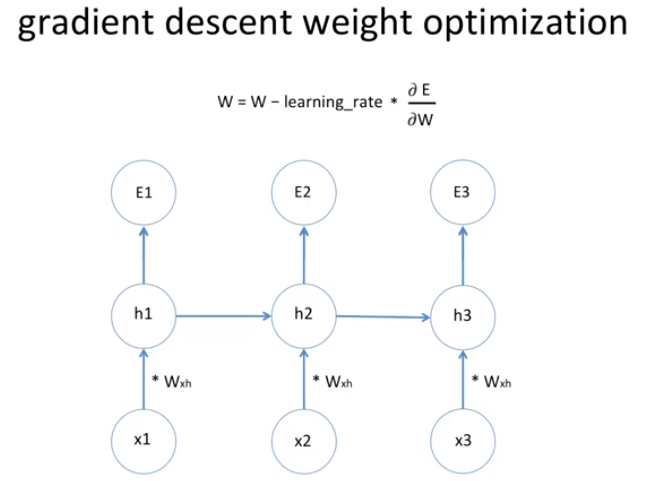 gradient descent weight optimization
W = W – learning_rate * ∂E
∂W
E1 E2 E3
h1 h2 h3
* Wxh * Wxh * Wxh
x1 x2 x3